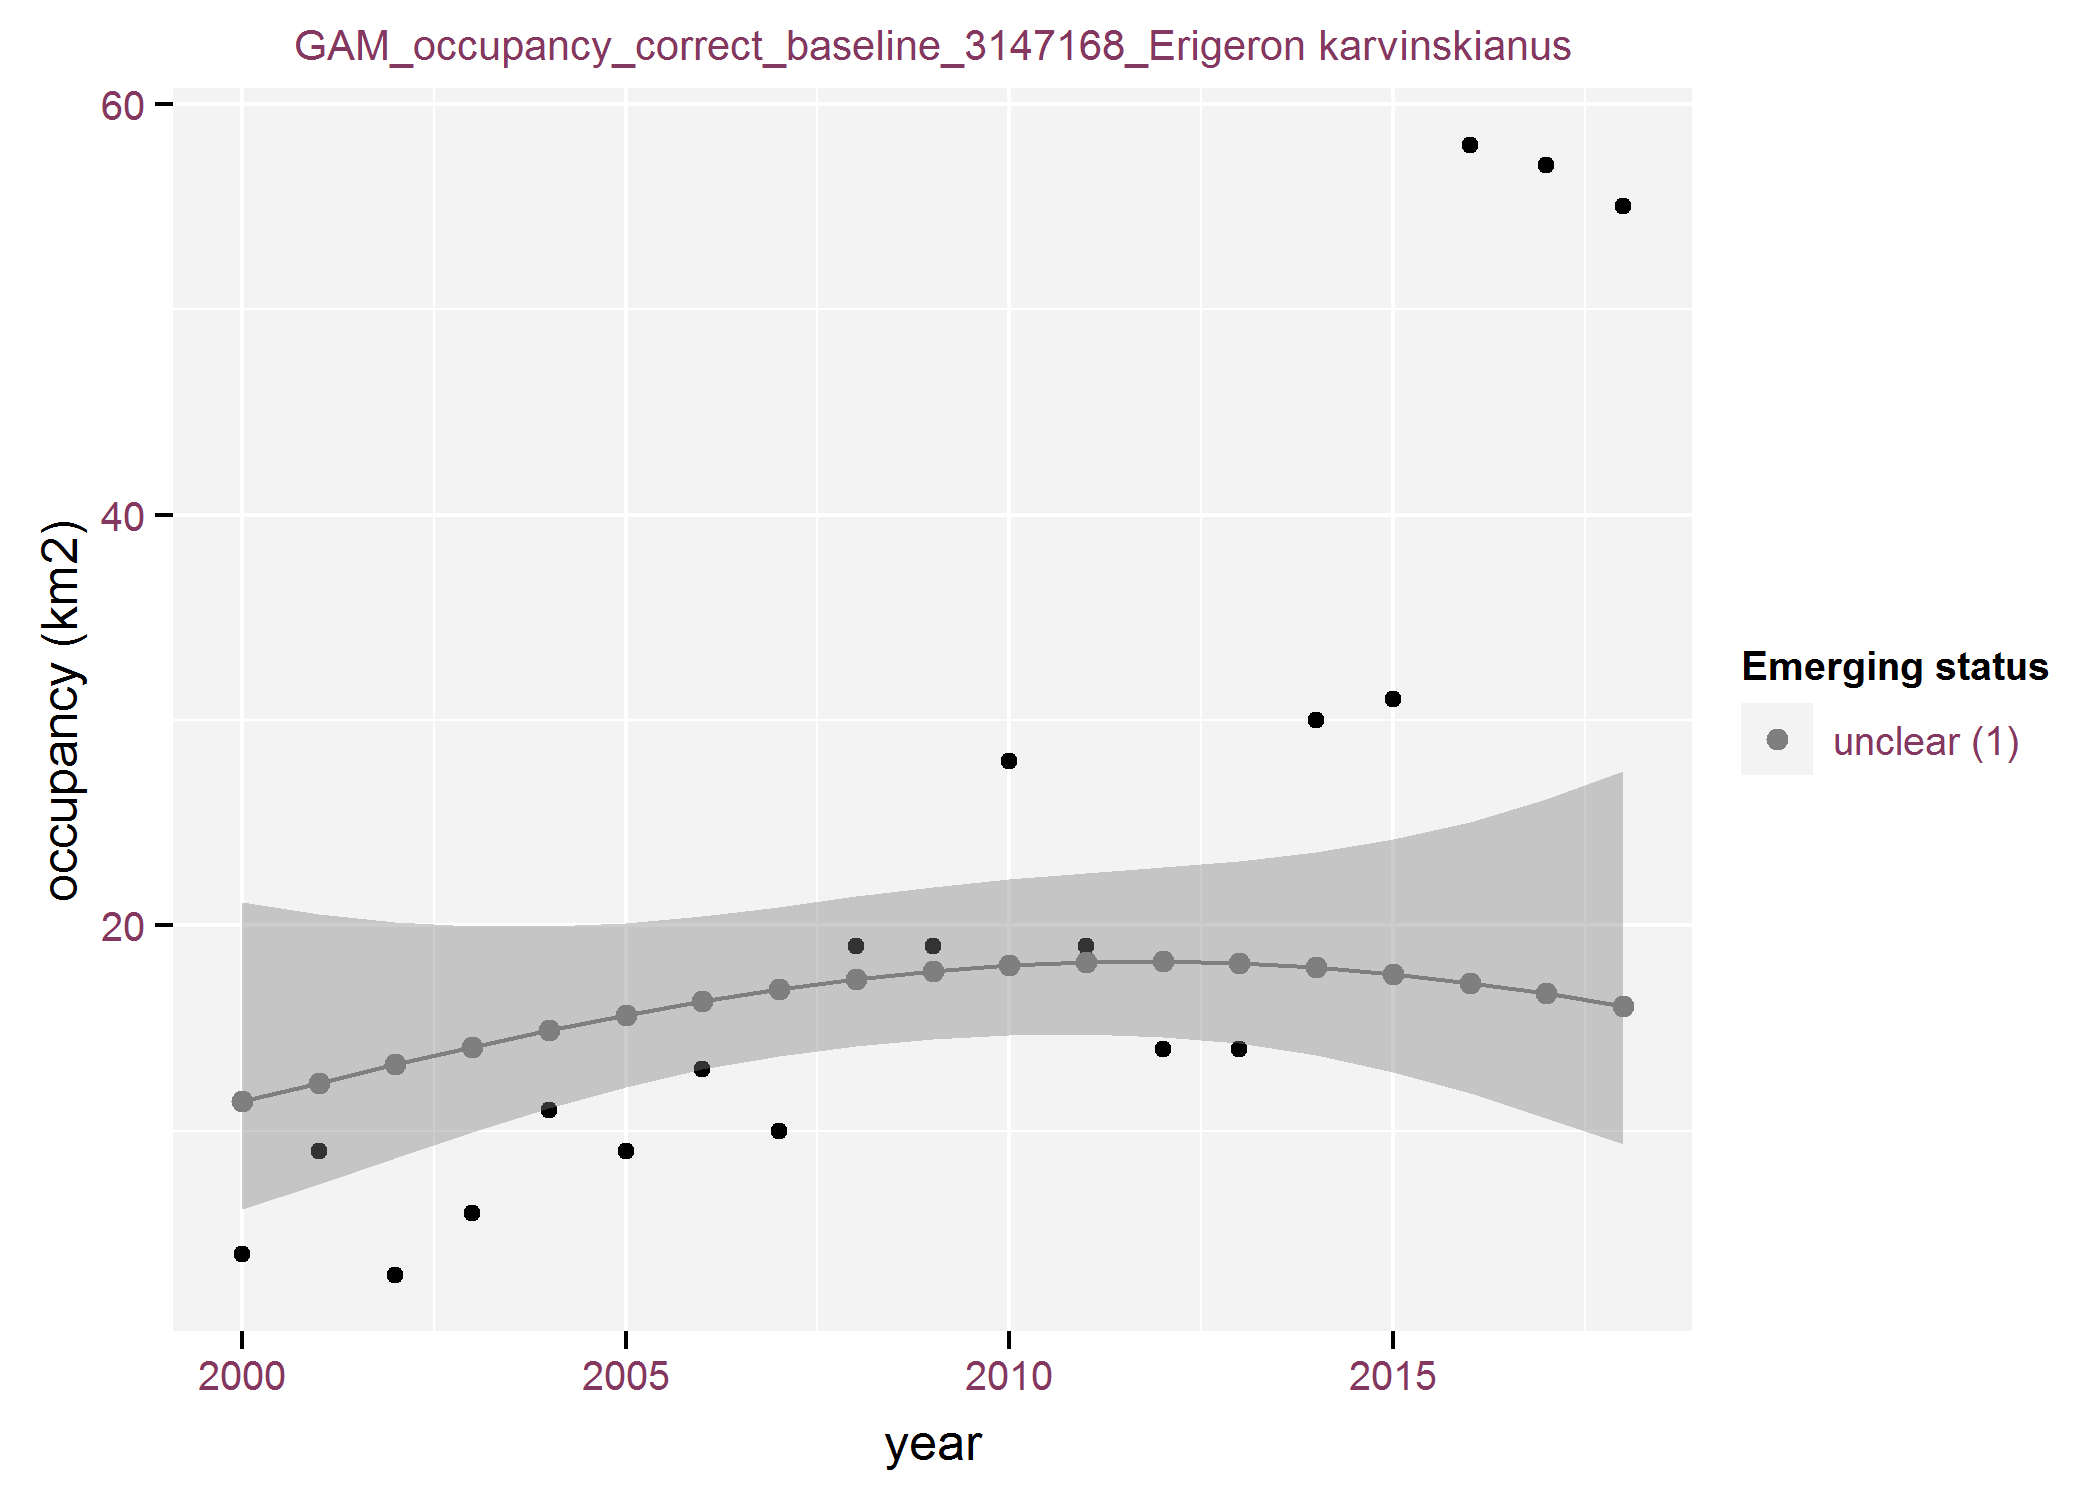 GAM_occupancy_correct_baseline_3147168_Erigeron karvinskianus
60
40
20
occupancy (km2)
2000 2005 2010 2015
year
Emerging status
unclear (1)